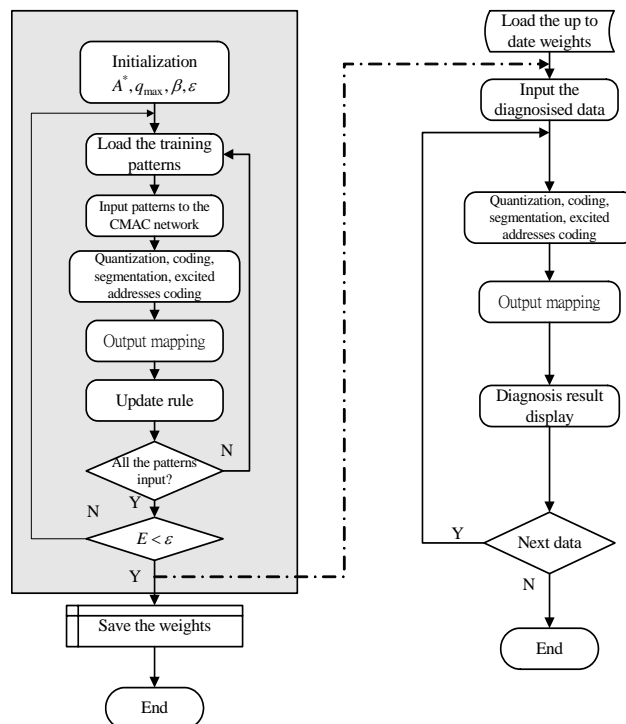 Initialization
A*, q_max, β, ε
Load the training
patterns
Input patterns to the
CMAC network
Quantization, coding,
segmentation, excited
addresses coding
Output mapping
Update rule
All the patterns
input?
N
Y
N
E < ε
Y
Save the weights
End
Load the up to
date weights
Input the
diagnosised data
Quantization, coding,
segmentation, excited
addresses coding
Output mapping
Diagnosis result
display
Next data
Y
N
End